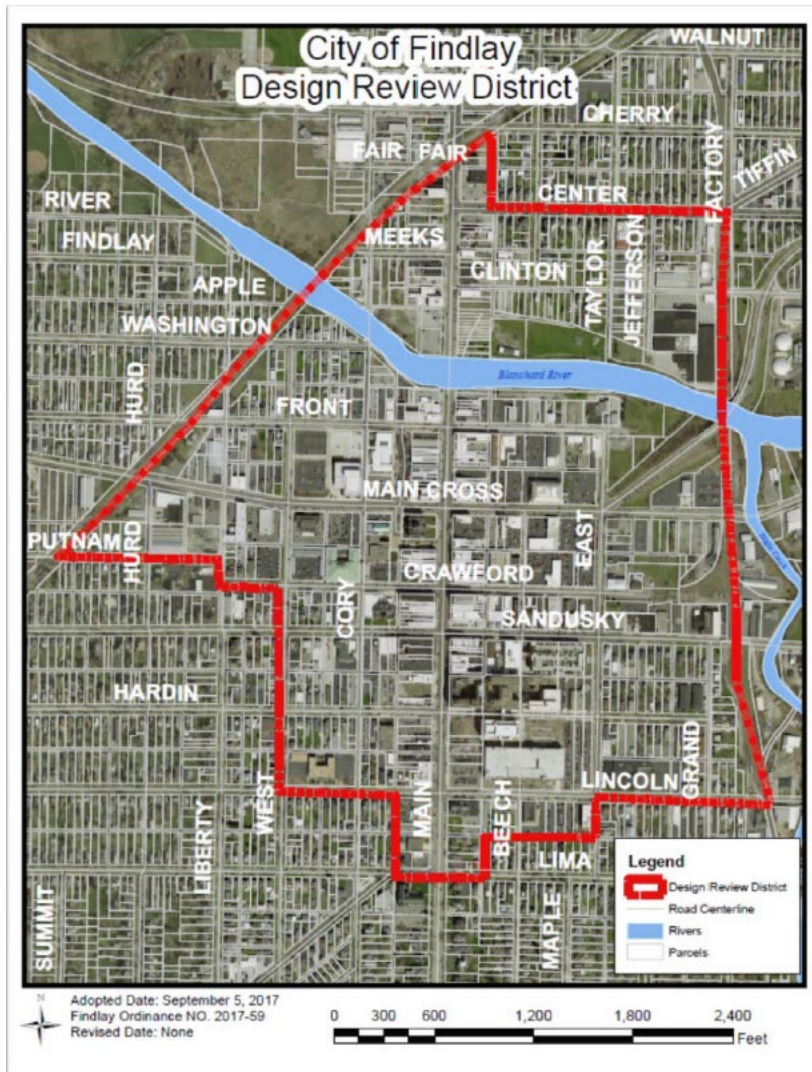 City of Findlay
Design Review District
WALNUT
CHERRY
FAIR
FAIR
FACTORY
TIFFIN
CENTER
RIVER
FINDLAY
MEEKS
CLINTON
TAYLOR
JEFFERSON
APPLE
WASHINGTON
Blanchard River
HURD
FRONT
MAIN CROSS
PUTNAM
HURD
EAST
CRAWFORD
CORY
SANDUSKY
HARDIN
LINCOLN
GRAND
MAIN
WEST
BEECH
LIBERTY
LIMA
SUMMIT
MAPLE
Legend
Design Review District
Road Centerline
Rivers
Parcels
N
Adopted Date: September 5, 2017
Findlay Ordinance NO. 2017-59
Revised Date: None
0 300 600 1,200 1,800 2,400
Feet